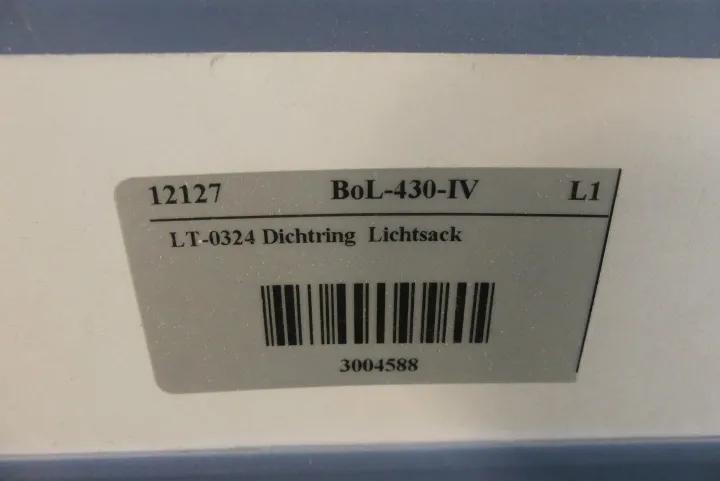 12127 BoL-430-IV L1
LT-0324 Dichtring Lichtsack
3004588